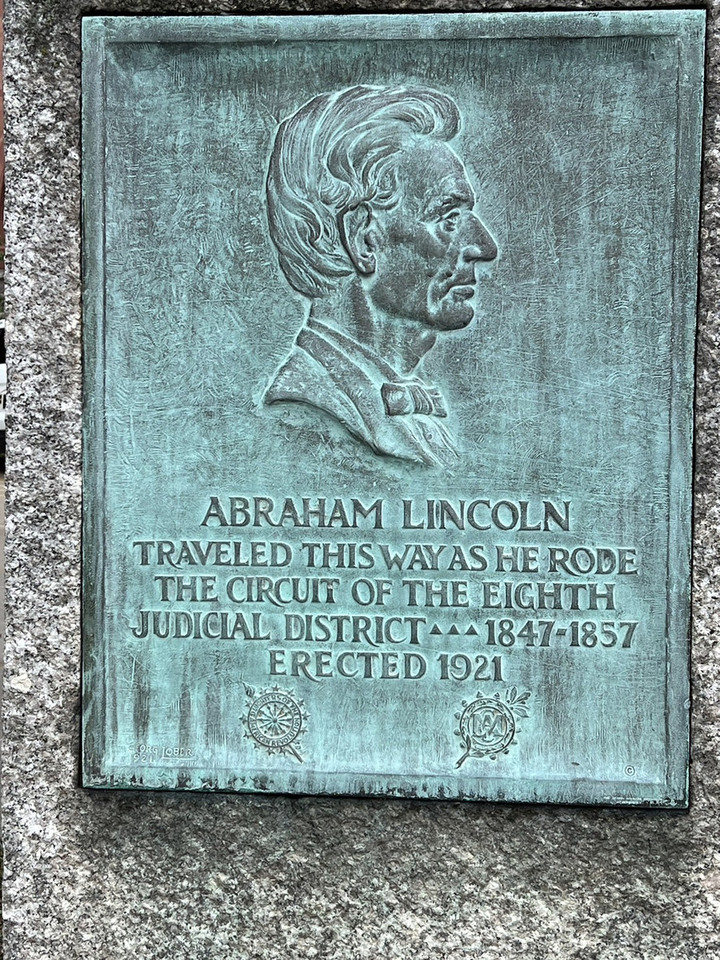 ABRAHAM LINCOLN
TRAVELED THIS WAY AS HE RODE
THE CIRCUIT OF THE EIGHTH
JUDICIAL DISTRICT ▲▲▲ 1847-1857
ERECTED 1921
©